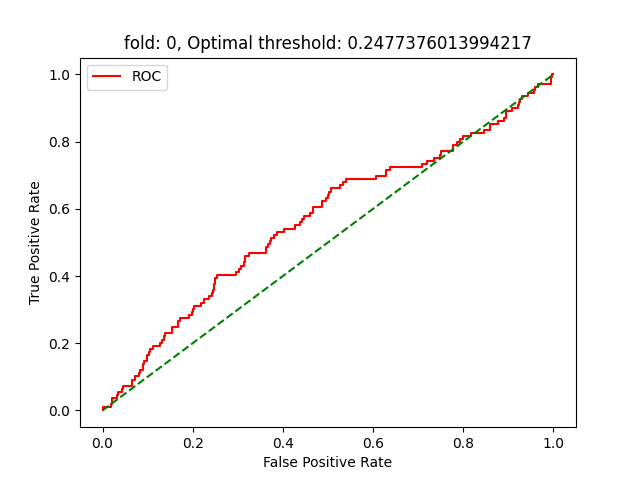 fold: 0, Optimal threshold: 0.2477376013994217
ROC
True Positive Rate
1.0
0.8
0.6
0.4
0.2
0.0
0.0 0.2 0.4 0.6 0.8 1.0
False Positive Rate